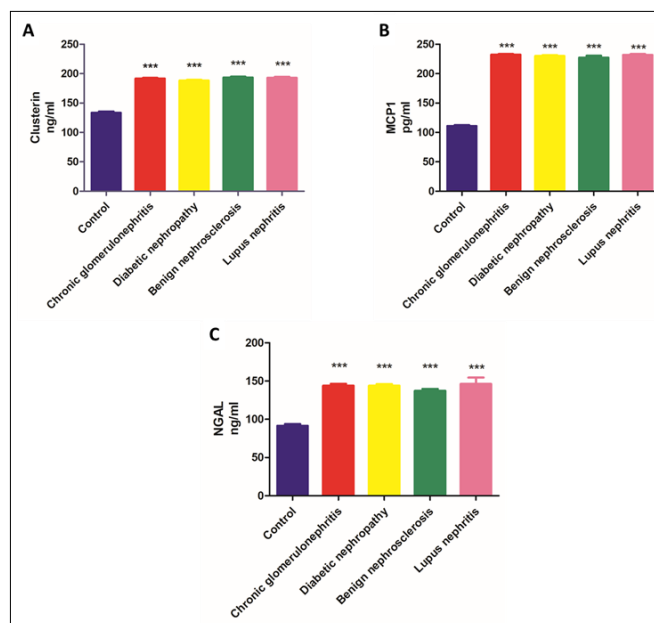 A
250
200
150
100
50
0
Clusterin
ng/ml
***
***
***
***
Control
Chronic glomerulonephritis
Diabetic nephropathy
Benign nephrosclerosis
Lupus nephritis
B
250
200
150
100
50
0
MCP1
pg/ml
***
***
***
***
Control
Chronic glomerulonephritis
Diabetic nephropathy
Benign nephrosclerosis
Lupus nephritis
C
200
150
100
50
0
NGAL
ng/ml
***
***
***
***
Control
Chronic glomerulonephritis
Diabetic nephropathy
Benign nephrosclerosis
Lupus nephritis